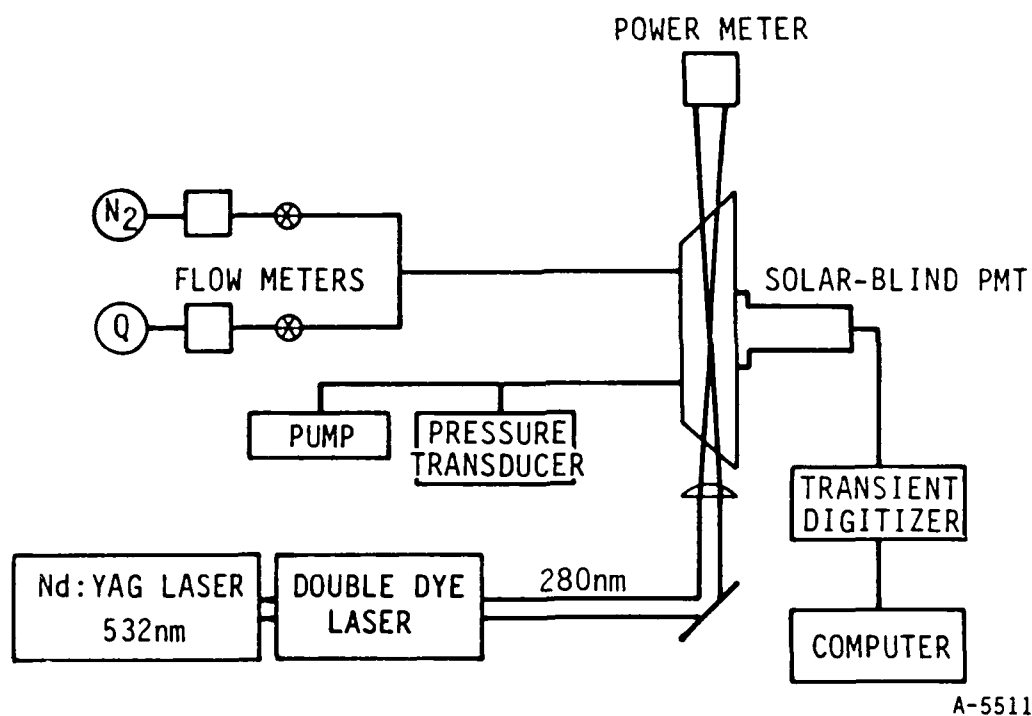 POWER METER
N2
FLOW METERS
Q
SOLAR-BLIND PMT
PUMP
PRESSURE
TRANSDUCER
TRANSIENT
DIGITIZER
Nd:YAG LASER
532nm
DOUBLE DYE
LASER
280nm
COMPUTER
A-5511